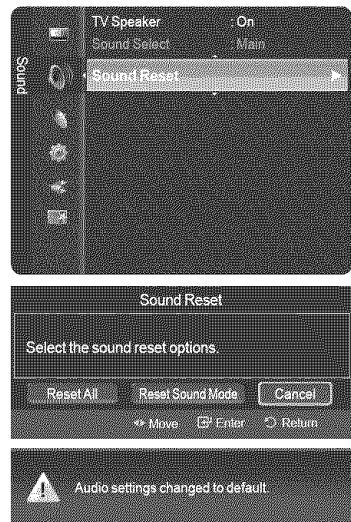 TV Speaker : On
Sound Select : Main
Sound
Sound Reset
Sound Reset
Select the sound reset options.
Reset All Reset Sound Mode Cancel
Move Enter Return
Audio settings changed to default.